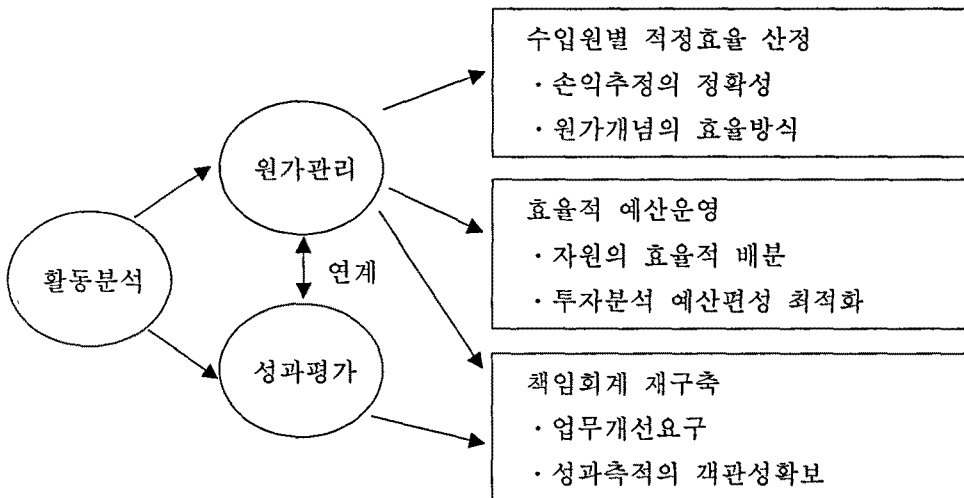 수입원별 적정효율 산정
· 손익추정의 정확성
· 원가개념의 효율방식
원가관리
효율적 예산운영
· 자원의 효율적 배분
· 투자분석 예산편성 최적화
활동분석
연계
성과평가
책임회계 재구축
· 업무개선요구
· 성과측적의 객관성확보